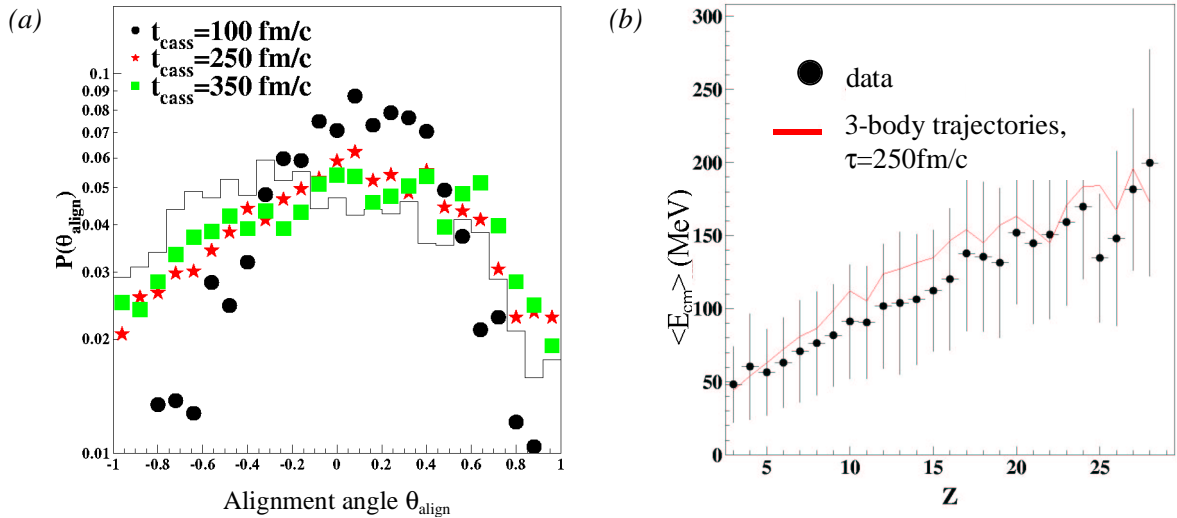 (a)
t_cass=100 fm/c
t_cass=250 fm/c
t_cass=350 fm/c
P(θ_align)
0.1
0.09
0.08
0.07
0.06
0.05
0.04
0.03
0.02
0.01
-1 -0.8 -0.6 -0.4 -0.2 0 0.2 0.4 0.6 0.8 1
Alignment angle θ_align
(b)
data
3-body trajectories,
τ=250fm/c
<E_cm> (MeV)
300
250
200
150
100
50
0
5 10 15 20 25
Z